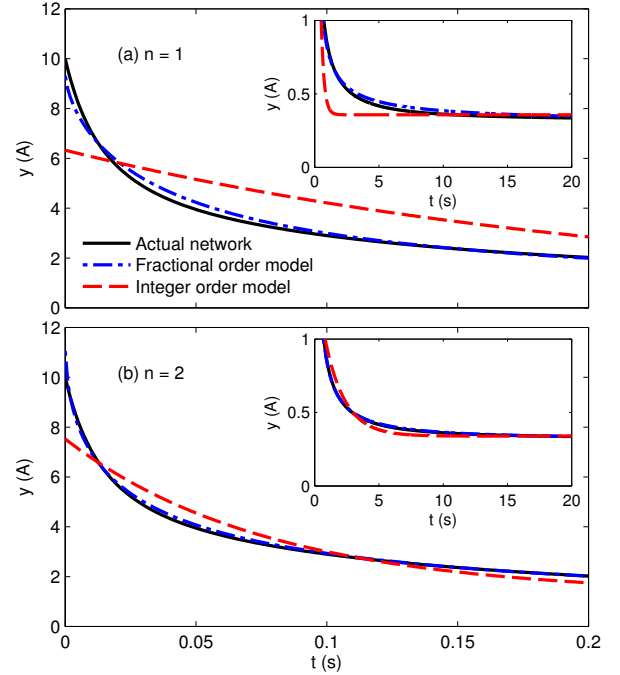 12
10
8
6
4
2
0
y (A)
(a) n = 1
Actual network
Fractional order model
Integer order model
1
0.5
0
y (A)
0 5 10 15 20
t (s)
12
10
8
6
4
2
0
y (A)
(b) n = 2
1
0.5
0
y (A)
0 5 10 15 20
t (s)
0 0.05 0.1 0.15 0.2
t (s)